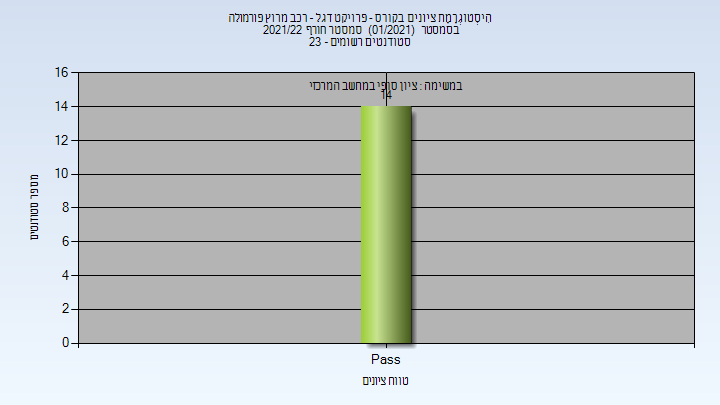 היסטוגרמת ציונים בקורס - פרויקט דגל - רכב מרוץ פורמולה
בסמסטר (01/2021) סמסטר חורף 2021/22
סטודנטים רשומים - 23
במשימה : ציון סופי במחשב המרכזי
14
16
14
12
10
8
6
4
2
0
מספר סטודנטים
Pass
טווח ציונים